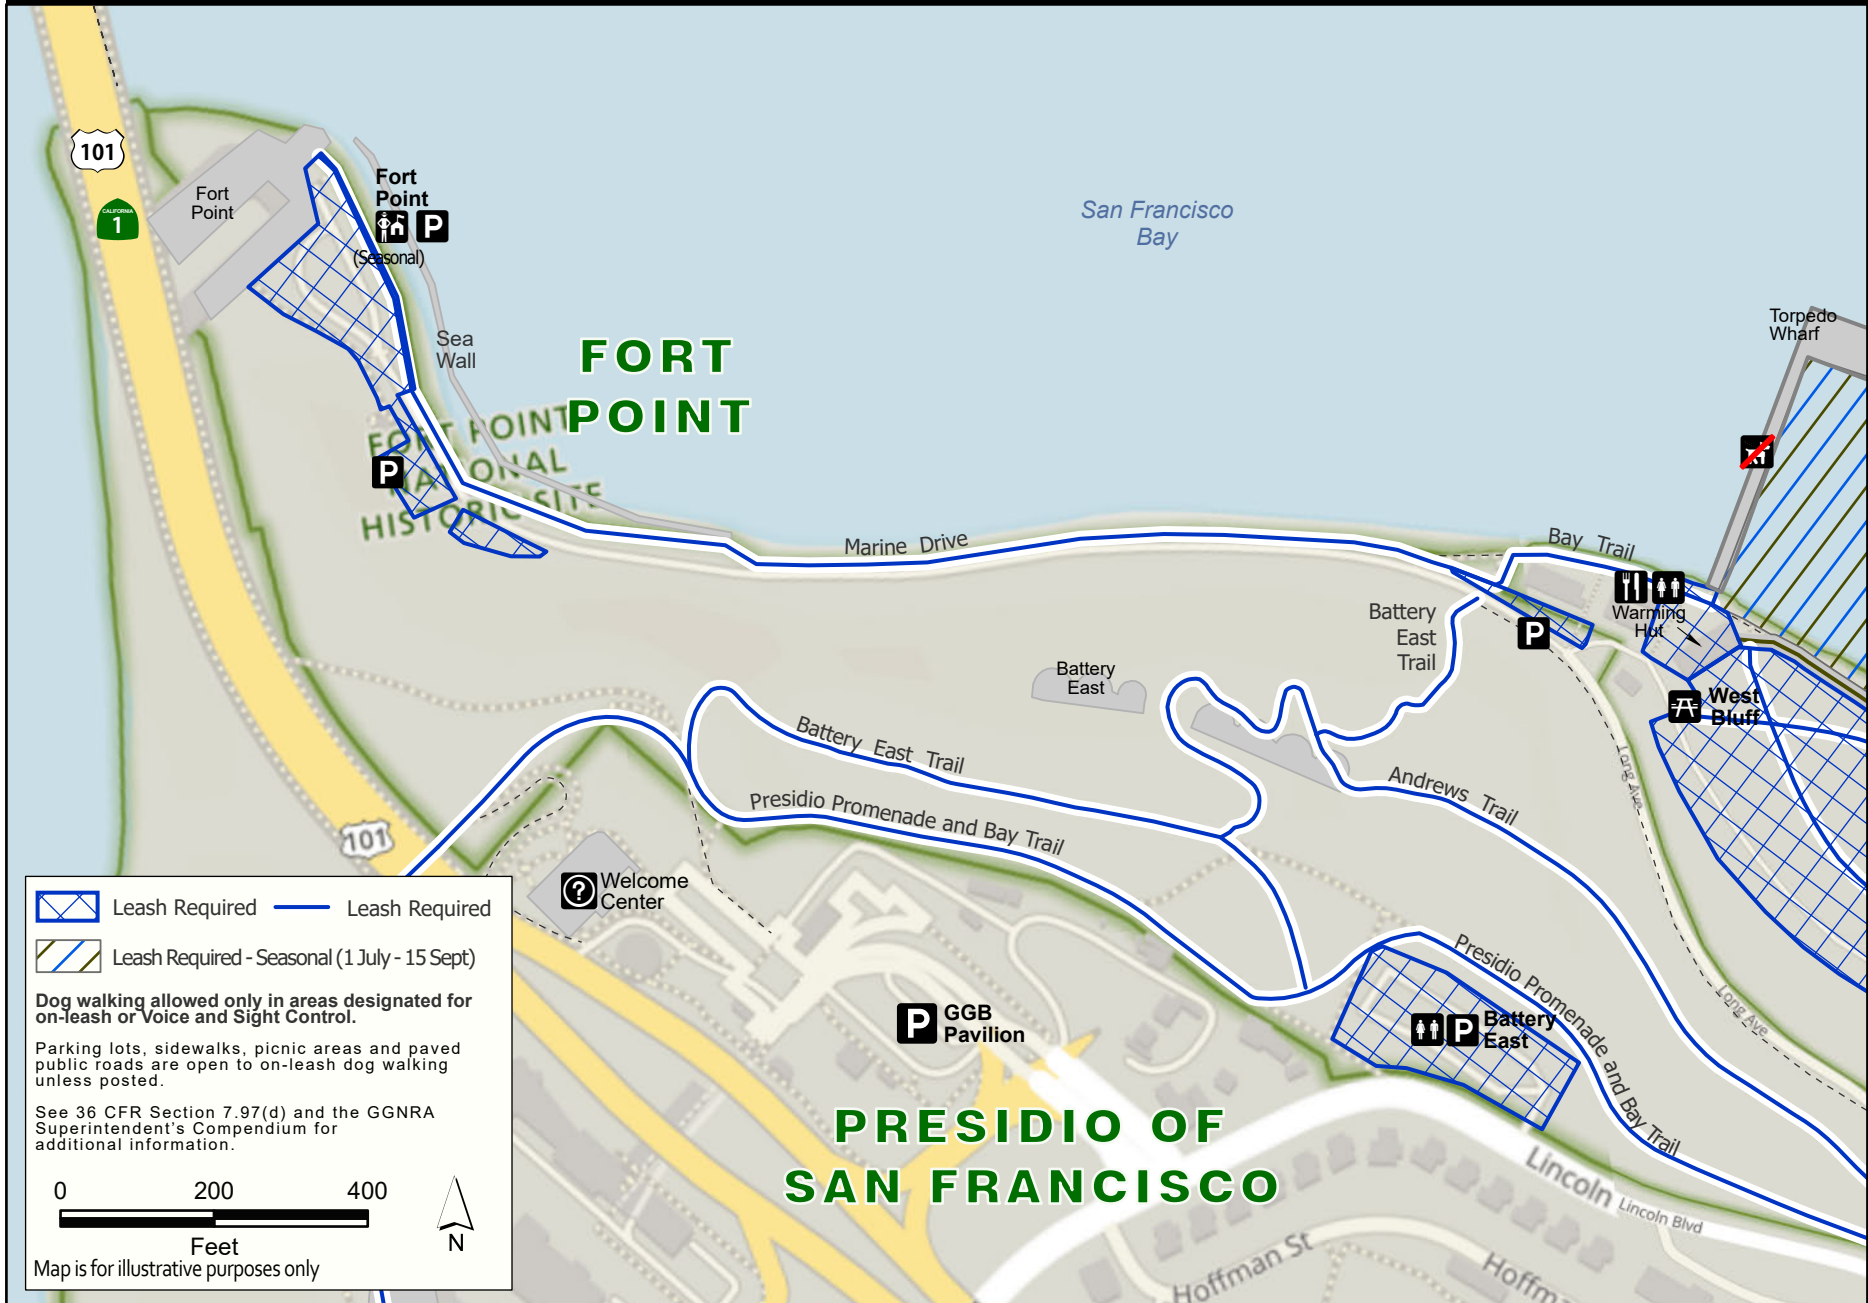 101
CALIFORNIA
1
Fort
Point
Fort
Point
P
(Seasonal)
San Francisco
Bay
Sea
Wall
FORT
POINT
Torpedo
Wharf
FORT POINT
NATIONAL
HISTORIC SITE
P
Marine Drive
Bay Trail
Warming
Hut
P
Battery
East
Trail
Battery
East
West
Bluff
Battery East Trail
Long Ave
Andrews Trail
Presidio Promenade and Bay Trail
101
Welcome
Center
?
Presidio Promenade and Bay Trail
Long Ave
P
GGB
Pavilion
P
Battery
East
PRESIDIO OF
SAN FRANCISCO
Lincoln
Lincoln Blvd
Hoffman St
Hoffm
Leash Required
Leash Required
Leash Required - Seasonal (1 July - 15 Sept)
Dog walking allowed only in areas designated for
on-leash or Voice and Sight Control.
Parking lots, sidewalks, picnic areas and paved
public roads are open to on-leash dog walking
unless posted.
See 36 CFR Section 7.97(d) and the GGNRA
Superintendent's Compendium for
additional information.
0 200 400
Feet
N
Map is for illustrative purposes only